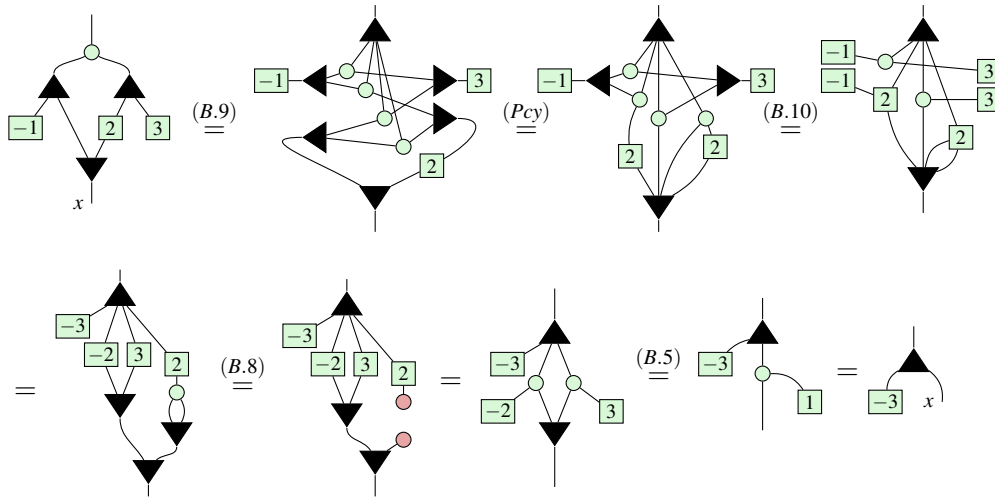 (B.9) = (Pcy) = (B.10) =
−1 2 3 x
−1 3 2
−1 3 2 2
−1 −1 3 3 2 2
= (B.8) = = (B.5) = =
−3 −2 3 2
−3 −2 3 2
−3 −2 3
−3 1
−3 x